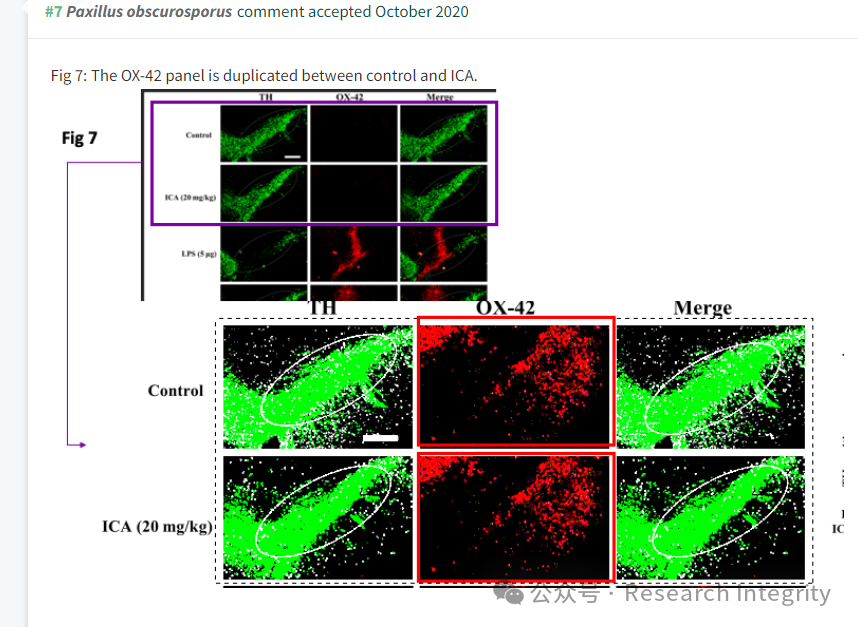 #7 Paxillus obscurosporus comment accepted October 2020
Fig 7: The OX-42 panel is duplicated between control and ICA.
TH OX-42 Merge
Fig 7
Control
ICA (20 mg/kg)
LPS (5 μg)
TH OX-42 Merge
Control
ICA (20 mg/kg)
公众号 · Research Integrity